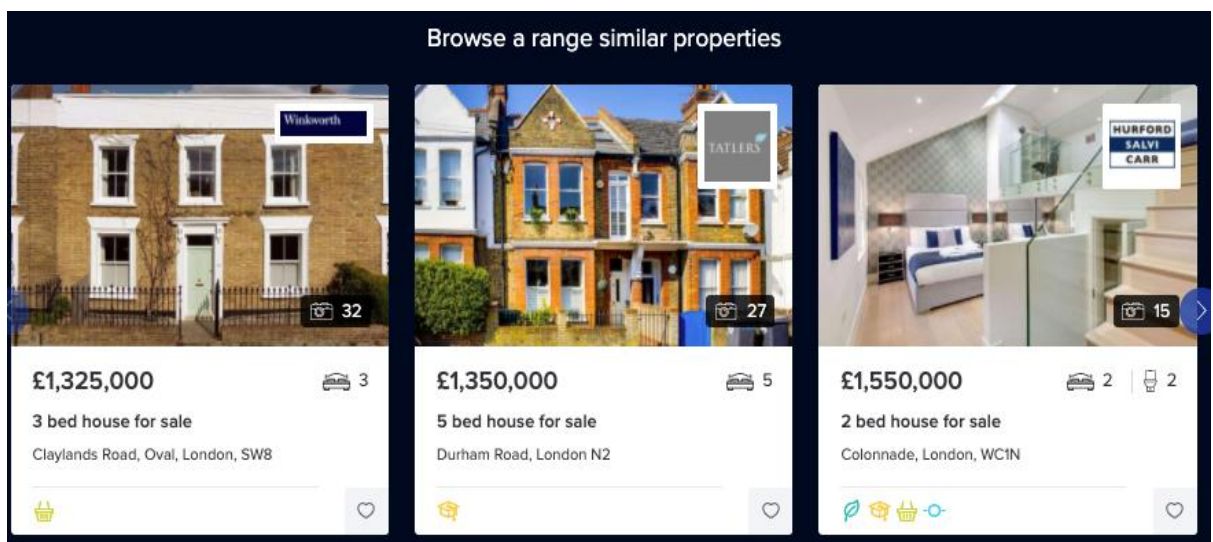 Browse a range similar properties
Winkworth
32
£1,325,000
3
3 bed house for sale
Claylands Road, Oval, London, SW8
TATLERS
27
£1,350,000
5
5 bed house for sale
Durham Road, London N2
HURFORD
SALVI
CARR
15
£1,550,000
2
2
2 bed house for sale
Colonnade, London, WC1N